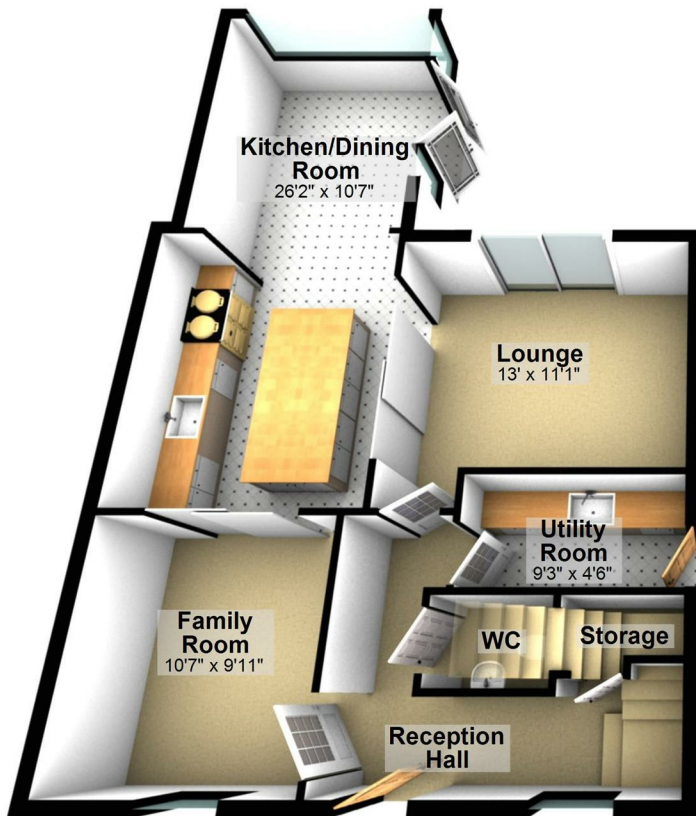 Kitchen/Dining
Room
26'2" x 10'7"
Lounge
13' x 11'1"
Utility
Room
9'3" x 4'6"
Family
Room
10'7" x 9'11"
WC
Storage
Reception
Hall